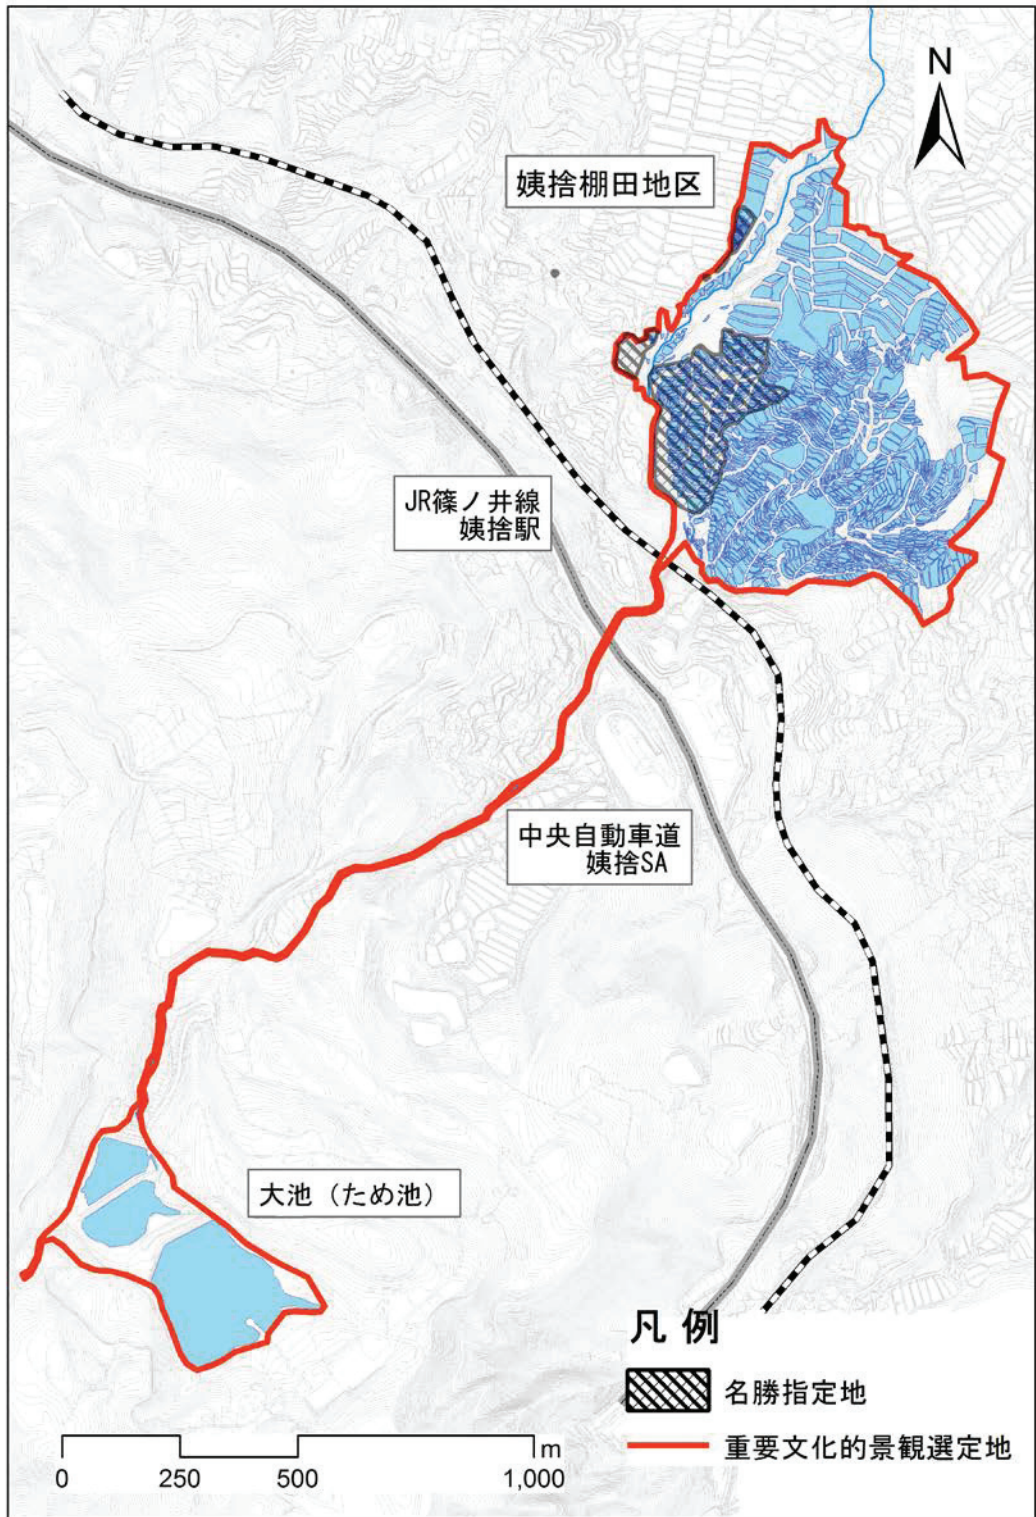 N
姨捨棚田地区
JR篠ノ井線
姨捨駅
中央自動車道
姨捨SA
大池（ため池）
凡 例
名勝指定地
重要文化的景観選定地
m
0 250 500 1,000